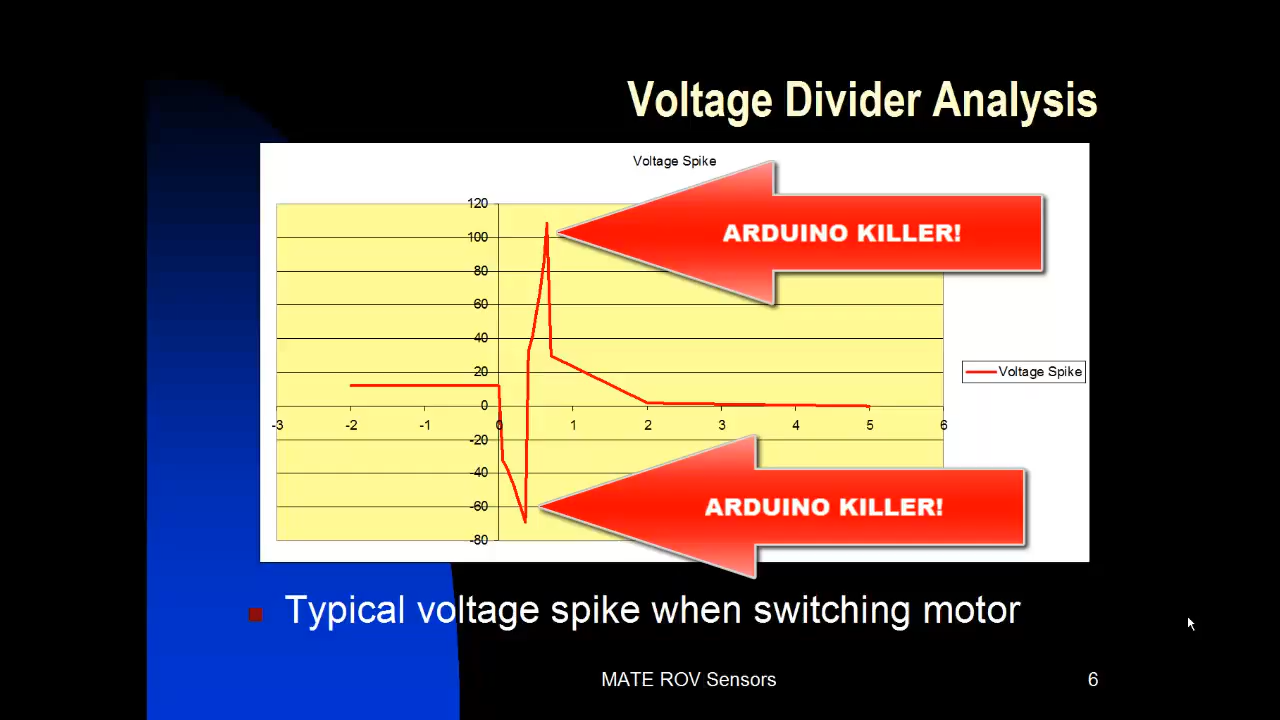 Voltage Divider Analysis
Voltage Spike
120
100
80
60
40
20
0
-20
-40
-60
-80
-3 -2 -1 0 1 2 3 4 5 6
ARDUINO KILLER!
Voltage Spike
ARDUINO KILLER!
Typical voltage spike when switching motor
MATE ROV Sensors 6